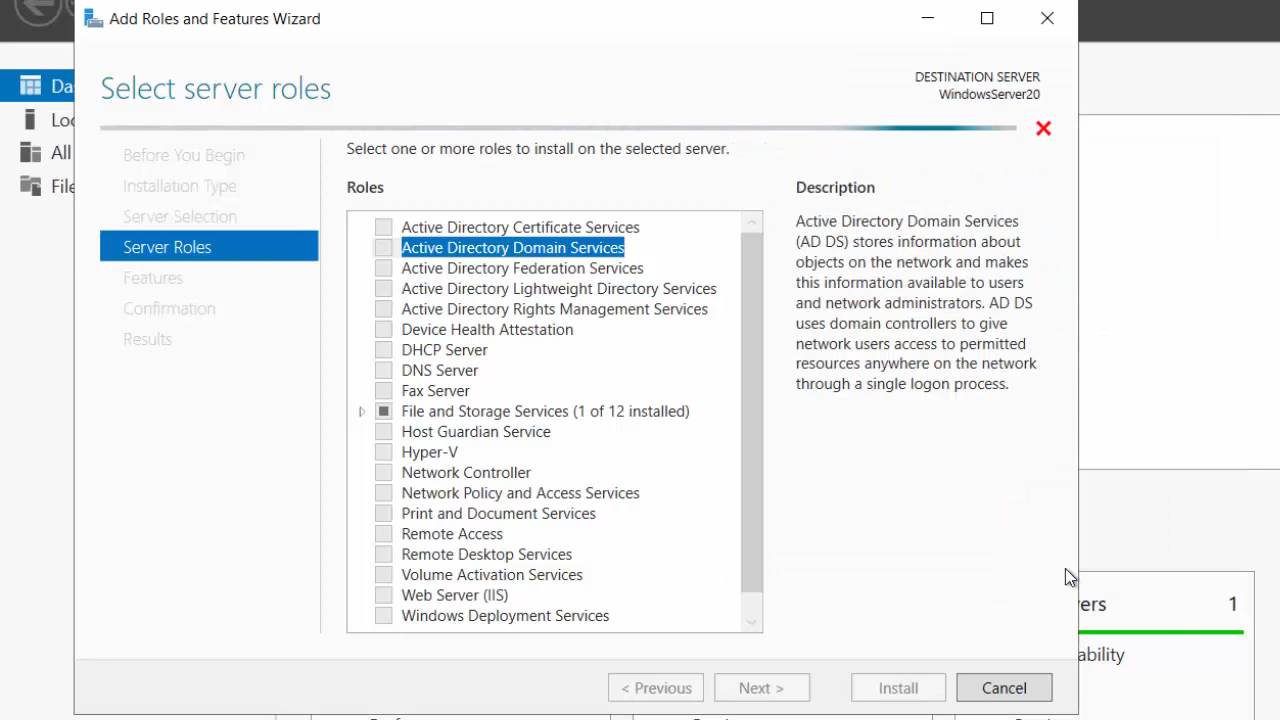 Add Roles and Features Wizard
Select server roles
DESTINATION SERVER
WindowsServer20
Before You Begin
Installation Type
Server Selection
Server Roles
Features
Confirmation
Results
Select one or more roles to install on the selected server.
Roles
Active Directory Certificate Services
Active Directory Domain Services
Active Directory Federation Services
Active Directory Lightweight Directory Services
Active Directory Rights Management Services
Device Health Attestation
DHCP Server
DNS Server
Fax Server
File and Storage Services (1 of 12 installed)
Host Guardian Service
Hyper-V
Network Controller
Network Policy and Access Services
Print and Document Services
Remote Access
Remote Desktop Services
Volume Activation Services
Web Server (IIS)
Windows Deployment Services
Description
Active Directory Domain Services
(AD DS) stores information about
objects on the network and makes
this information available to users
and network administrators. AD DS
uses domain controllers to give
network users access to permitted
resources anywhere on the network
through a single logon process.
< Previous
Next >
Install
Cancel
Da
Loc
All
File
ers
1
ability